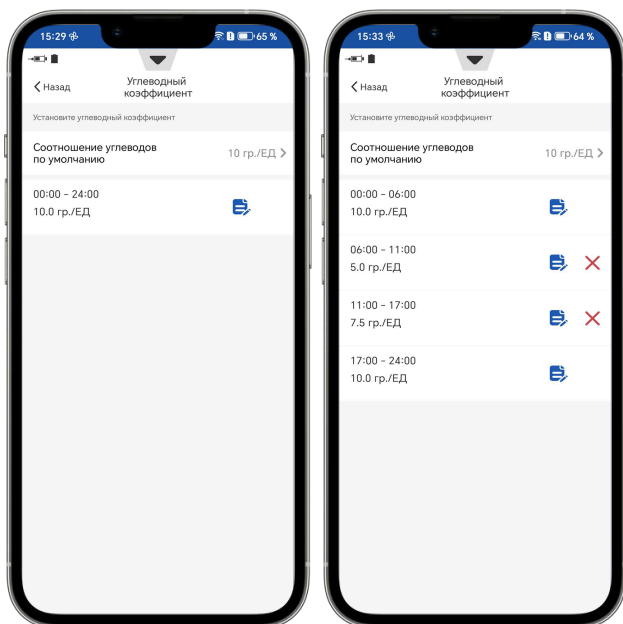 15:29 65 %
Назад
Углеводный
коэффициент
Установите углеводный коэффициент
Соотношение углеводов
по умолчанию
10 гр./ЕД
00:00 - 24:00
10.0 гр./ЕД
15:33 64 %
Назад
Углеводный
коэффициент
Установите углеводный коэффициент
Соотношение углеводов
по умолчанию
10 гр./ЕД
00:00 - 06:00
10.0 гр./ЕД
06:00 - 11:00
5.0 гр./ЕД
11:00 - 17:00
7.5 гр./ЕД
17:00 - 24:00
10.0 гр./ЕД